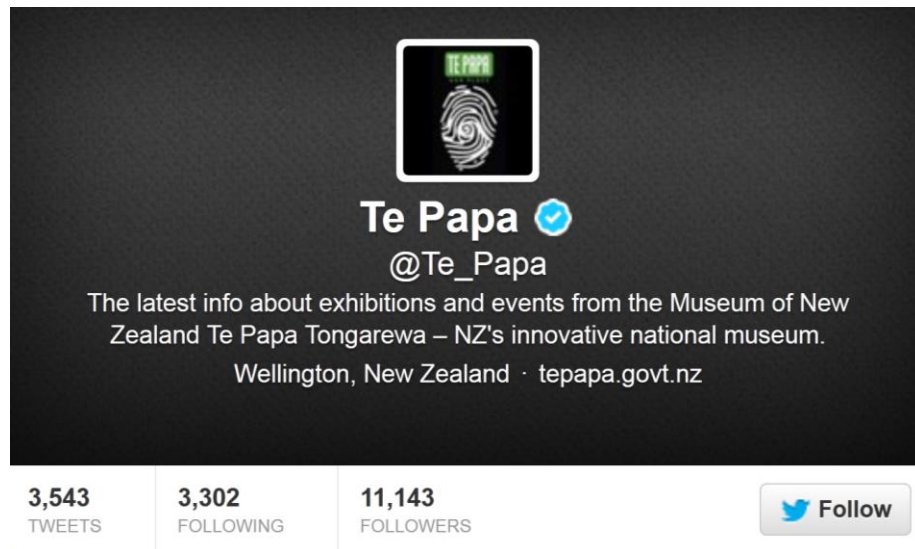 TE PAPA
Te Papa
@Te_Papa
The latest info about exhibitions and events from the Museum of New
Zealand Te Papa Tongarewa – NZ's innovative national museum.
Wellington, New Zealand · tepapa.govt.nz
3,543 3,302 11,143
TWEETS FOLLOWING FOLLOWERS
Follow